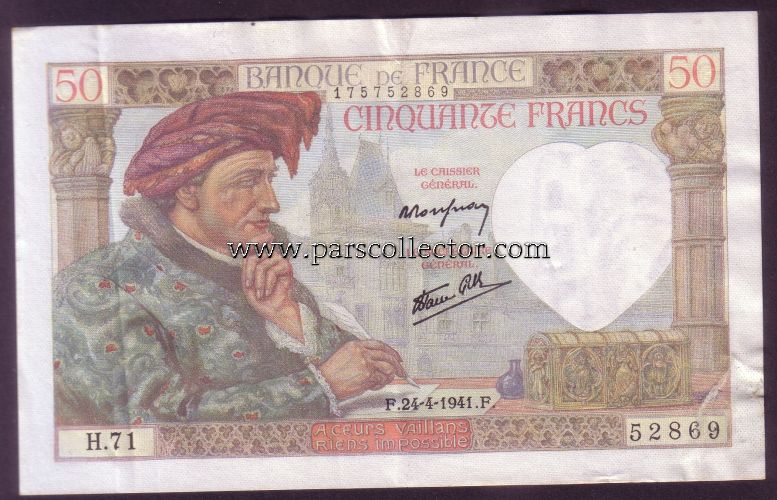 50
BANQUE DE FRANCE
50
175752869
CINQUANTE FRANCS
LE CAISSIER
GÉNÉRAL.
www.parscollector.com
GÉNÉRAL.
F.24-4-1941.F.
H.71
A CŒURS VAILLANS
RIENS IMPOSSIBLE
52869